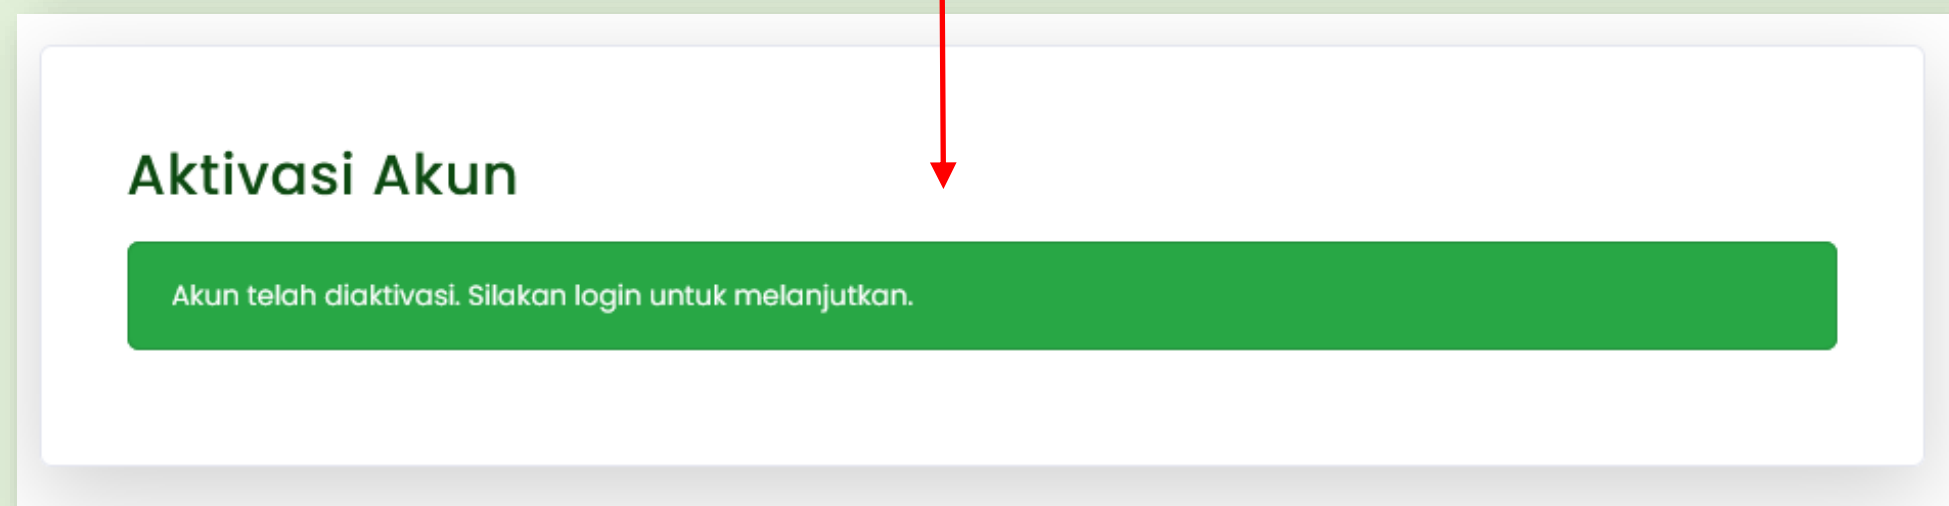 Aktivasi Akun
Akun telah diaktivasi. Silakan login untuk melanjutkan.